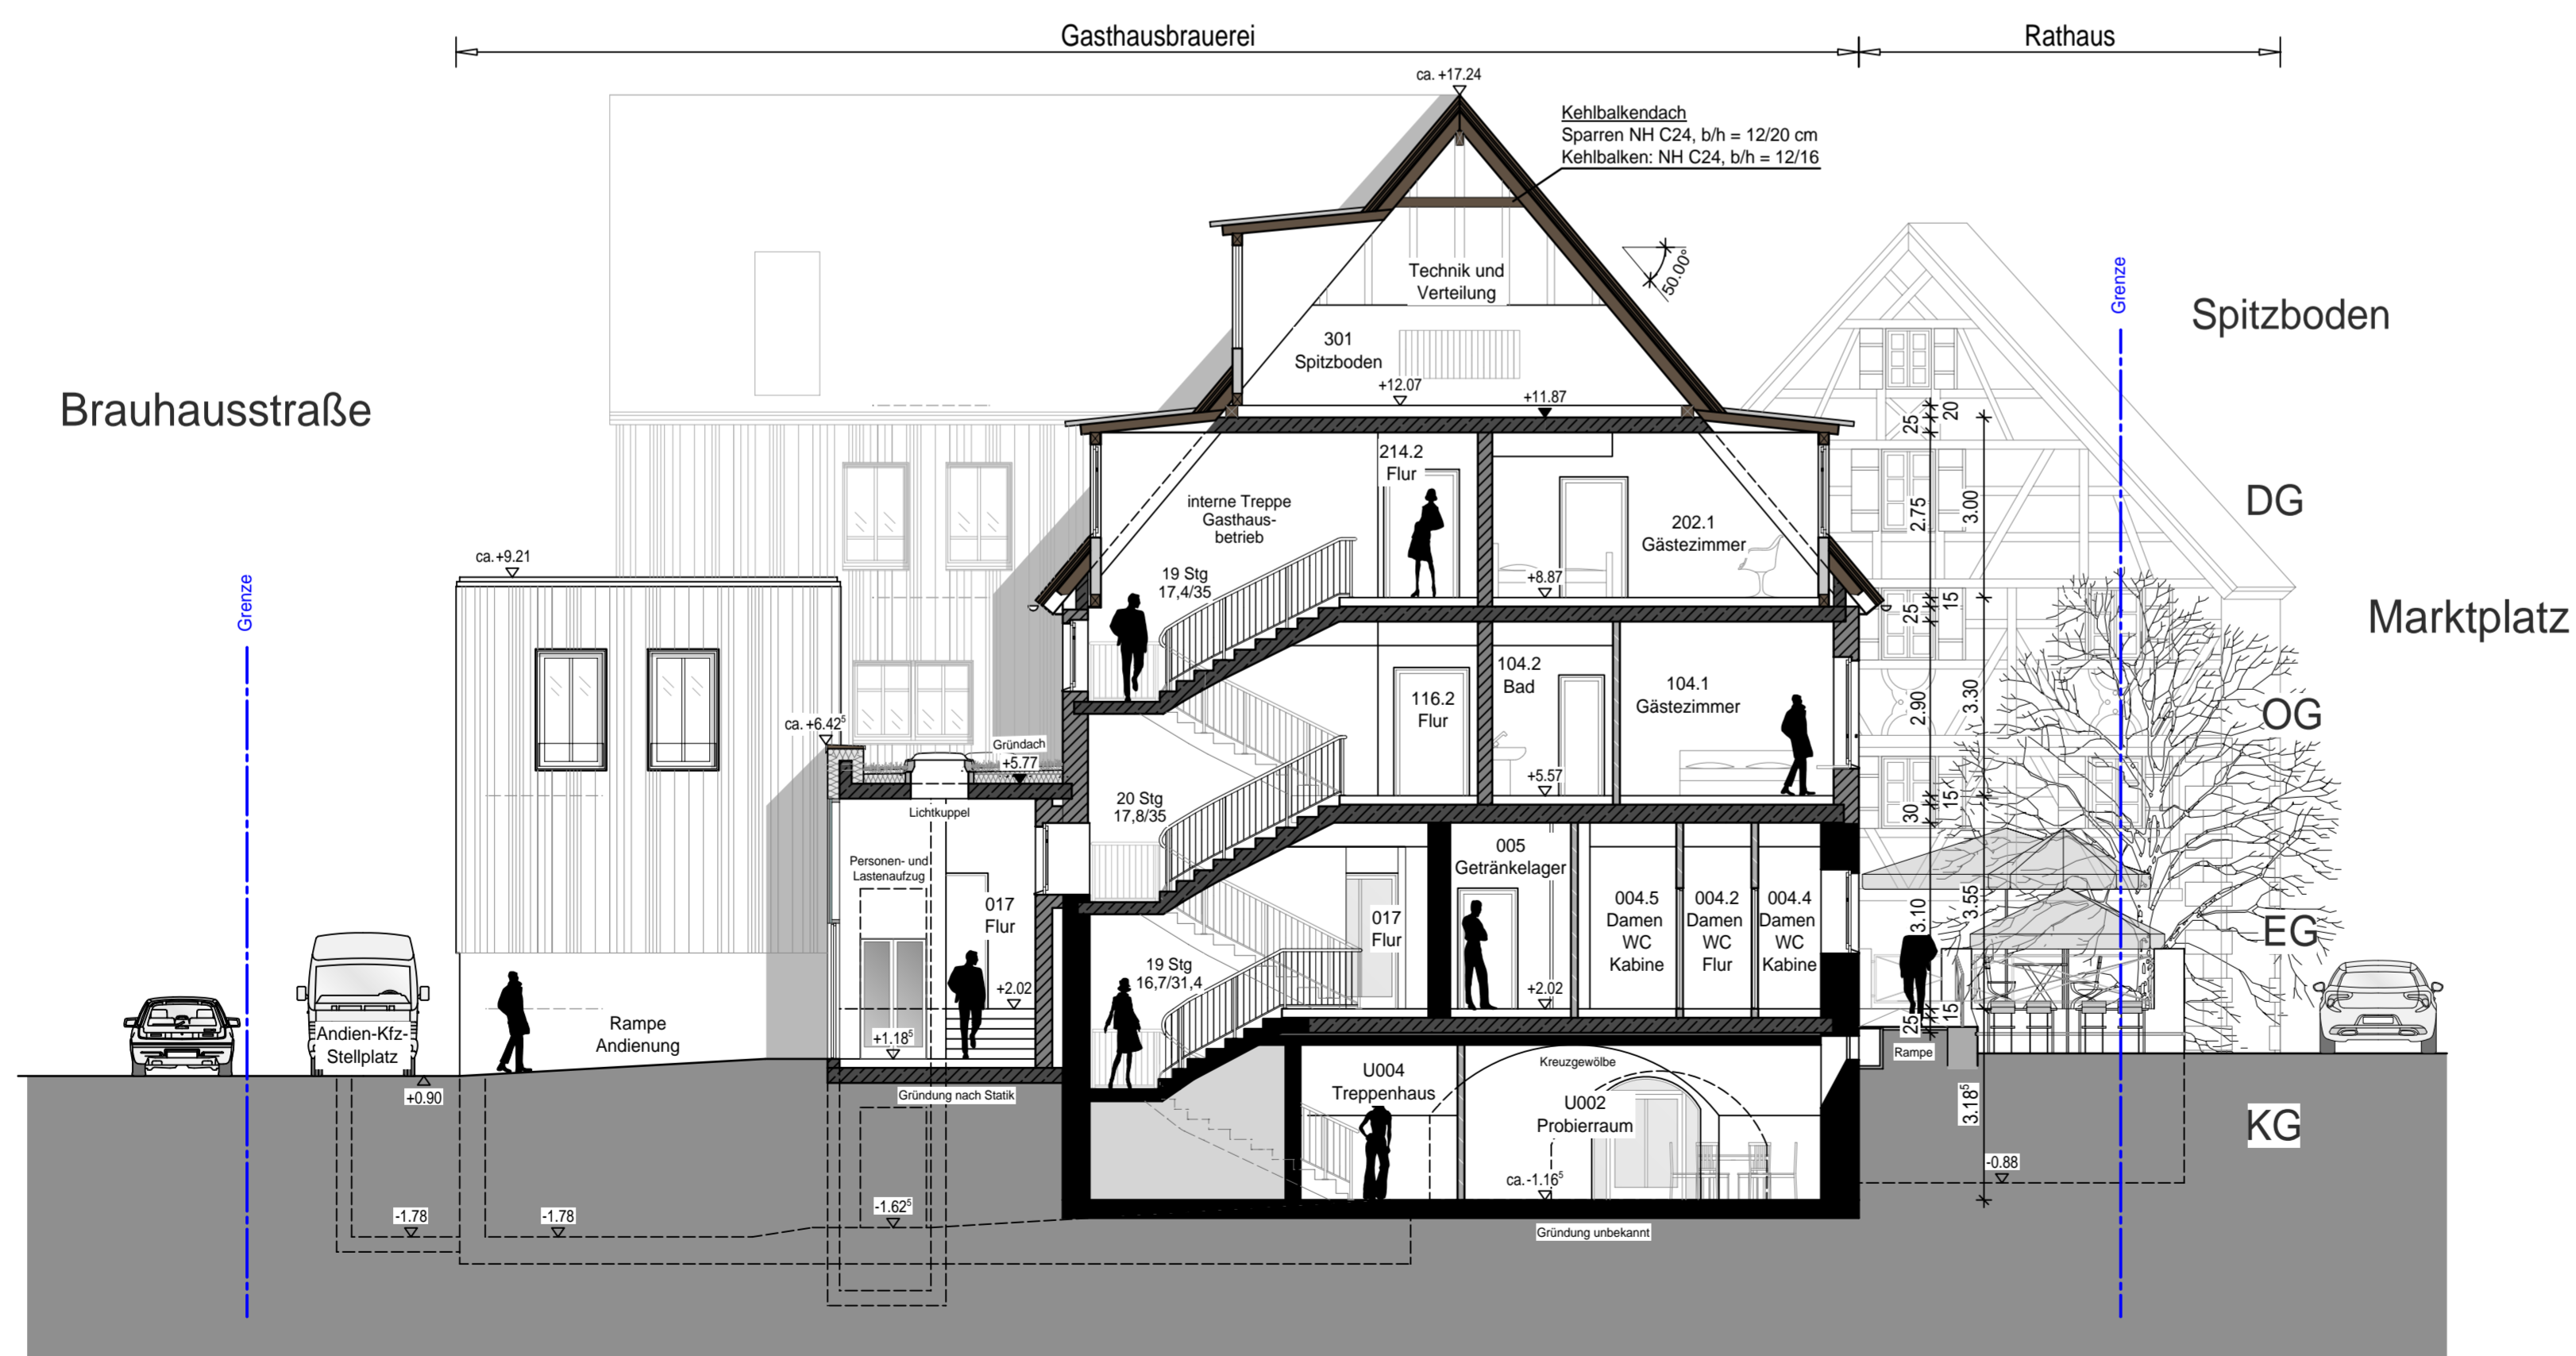 Gasthausbrauerei
Rathaus
ca. +17.24
Kehlbalkendach
Sparren NH C24, b/h = 12/20 cm
Kehlbalken: NH C24, b/h = 12/16
50.00°
Technik und
Verteilung
301
Spitzboden
+12.07
+11.87
Grenze
Spitzboden
Brauhausstraße
25
20
214.2
Flur
interne Treppe
Gasthaus-
betrieb
202.1
Gästezimmer
2.75
3.00
DG
ca. +9.21
19 Stg
17,4/35
+8.87
Grenze
25
15
Marktplatz
104.2
Bad
116.2
Flur
104.1
Gästezimmer
2.90
3.30
OG
ca. +6.42⁵
Gründach
+5.77
+5.57
20 Stg
17,8/35
Lichtkuppel
30
15
Personen- und
Lastenaufzug
005
Getränkelager
017
Flur
017
Flur
004.5
Damen
WC
Kabine
004.2
Damen
WC
Flur
004.4
Damen
WC
Kabine
3.10
3.55
EG
19 Stg
16,7/31,4
+2.02
+2.02
Andien-Kfz-
Stellplatz
Rampe
Andienung
+1.18⁵
25
15
Rampe
+0.90
Gründung nach Statik
U004
Treppenhaus
Kreuzgewölbe
U002
Probierraum
3.18⁵
KG
-0.88
ca. -1.16⁵
-1.78
-1.78
-1.62⁵
Gründung unbekannt